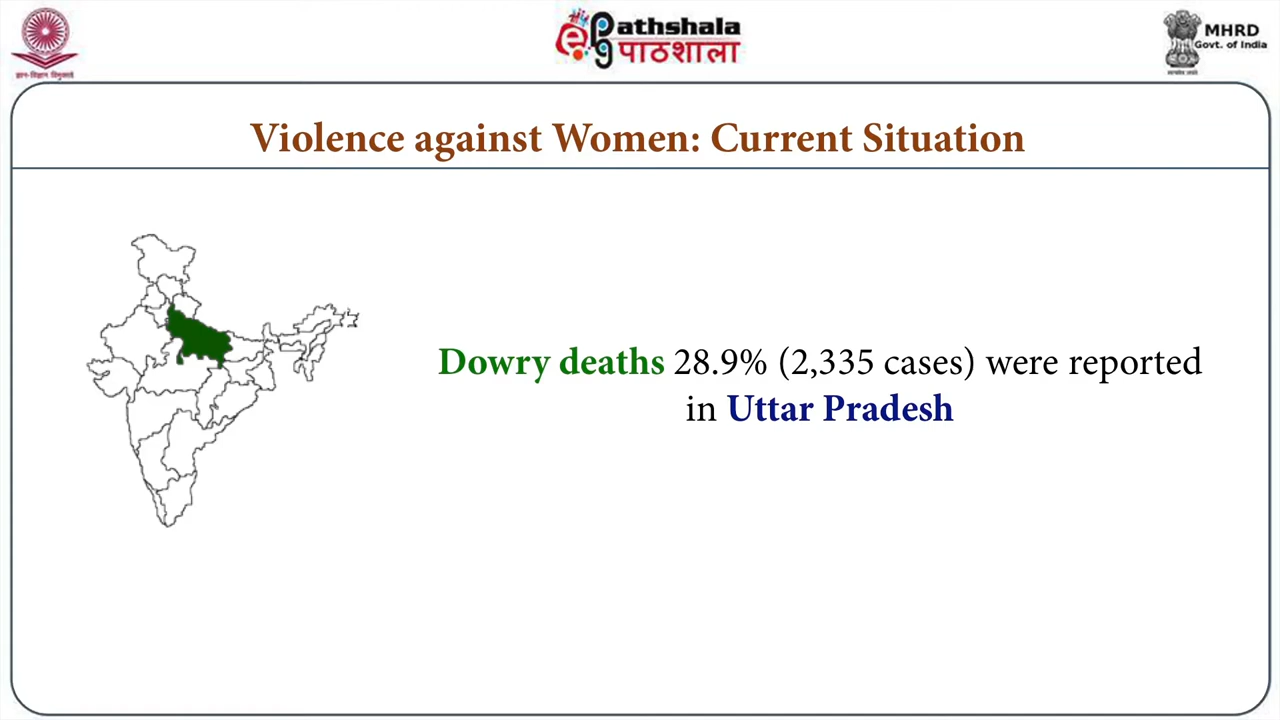 ePathshala
पाठशाला
MHRD
Govt. of India
Violence against Women: Current Situation
Dowry deaths 28.9% (2,335 cases) were reported
in Uttar Pradesh